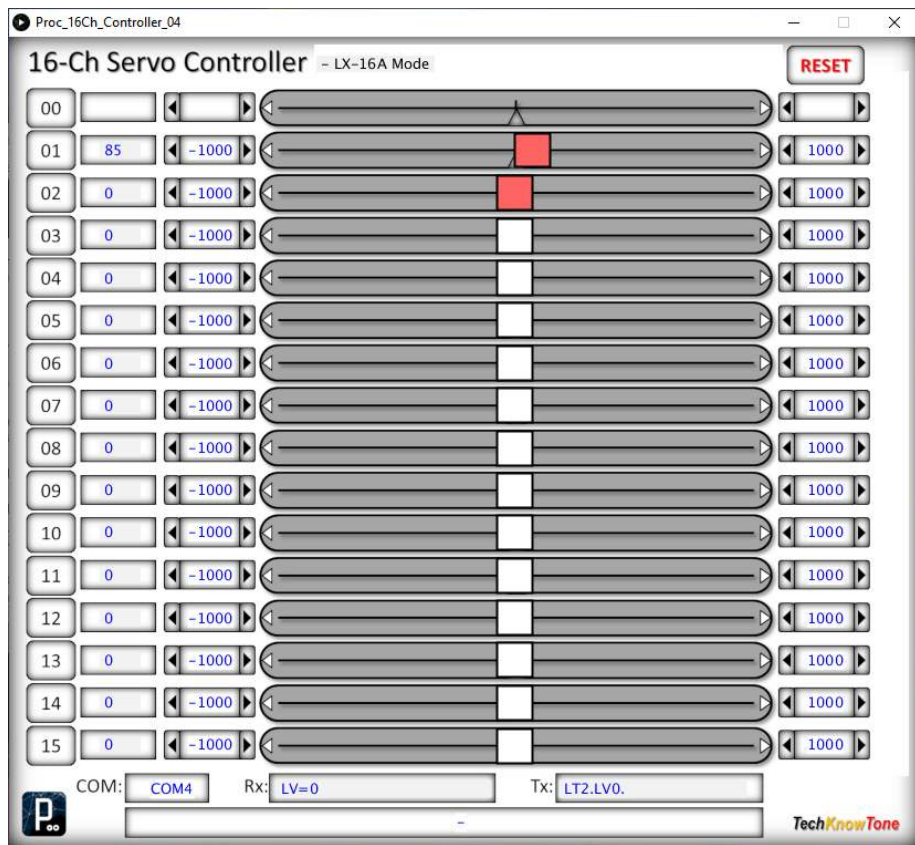 Proc_16Ch_Controller_04
16-Ch Servo Controller - LX-16A Mode RESET
00
01 85 -1000 1000
02 0 -1000 1000
03 0 -1000 1000
04 0 -1000 1000
05 0 -1000 1000
06 0 -1000 1000
07 0 -1000 1000
08 0 -1000 1000
09 0 -1000 1000
10 0 -1000 1000
11 0 -1000 1000
12 0 -1000 1000
13 0 -1000 1000
14 0 -1000 1000
15 0 -1000 1000
COM: COM4 Rx: LV=0 Tx: LT2.LV0.
P. -
TechKnowTone